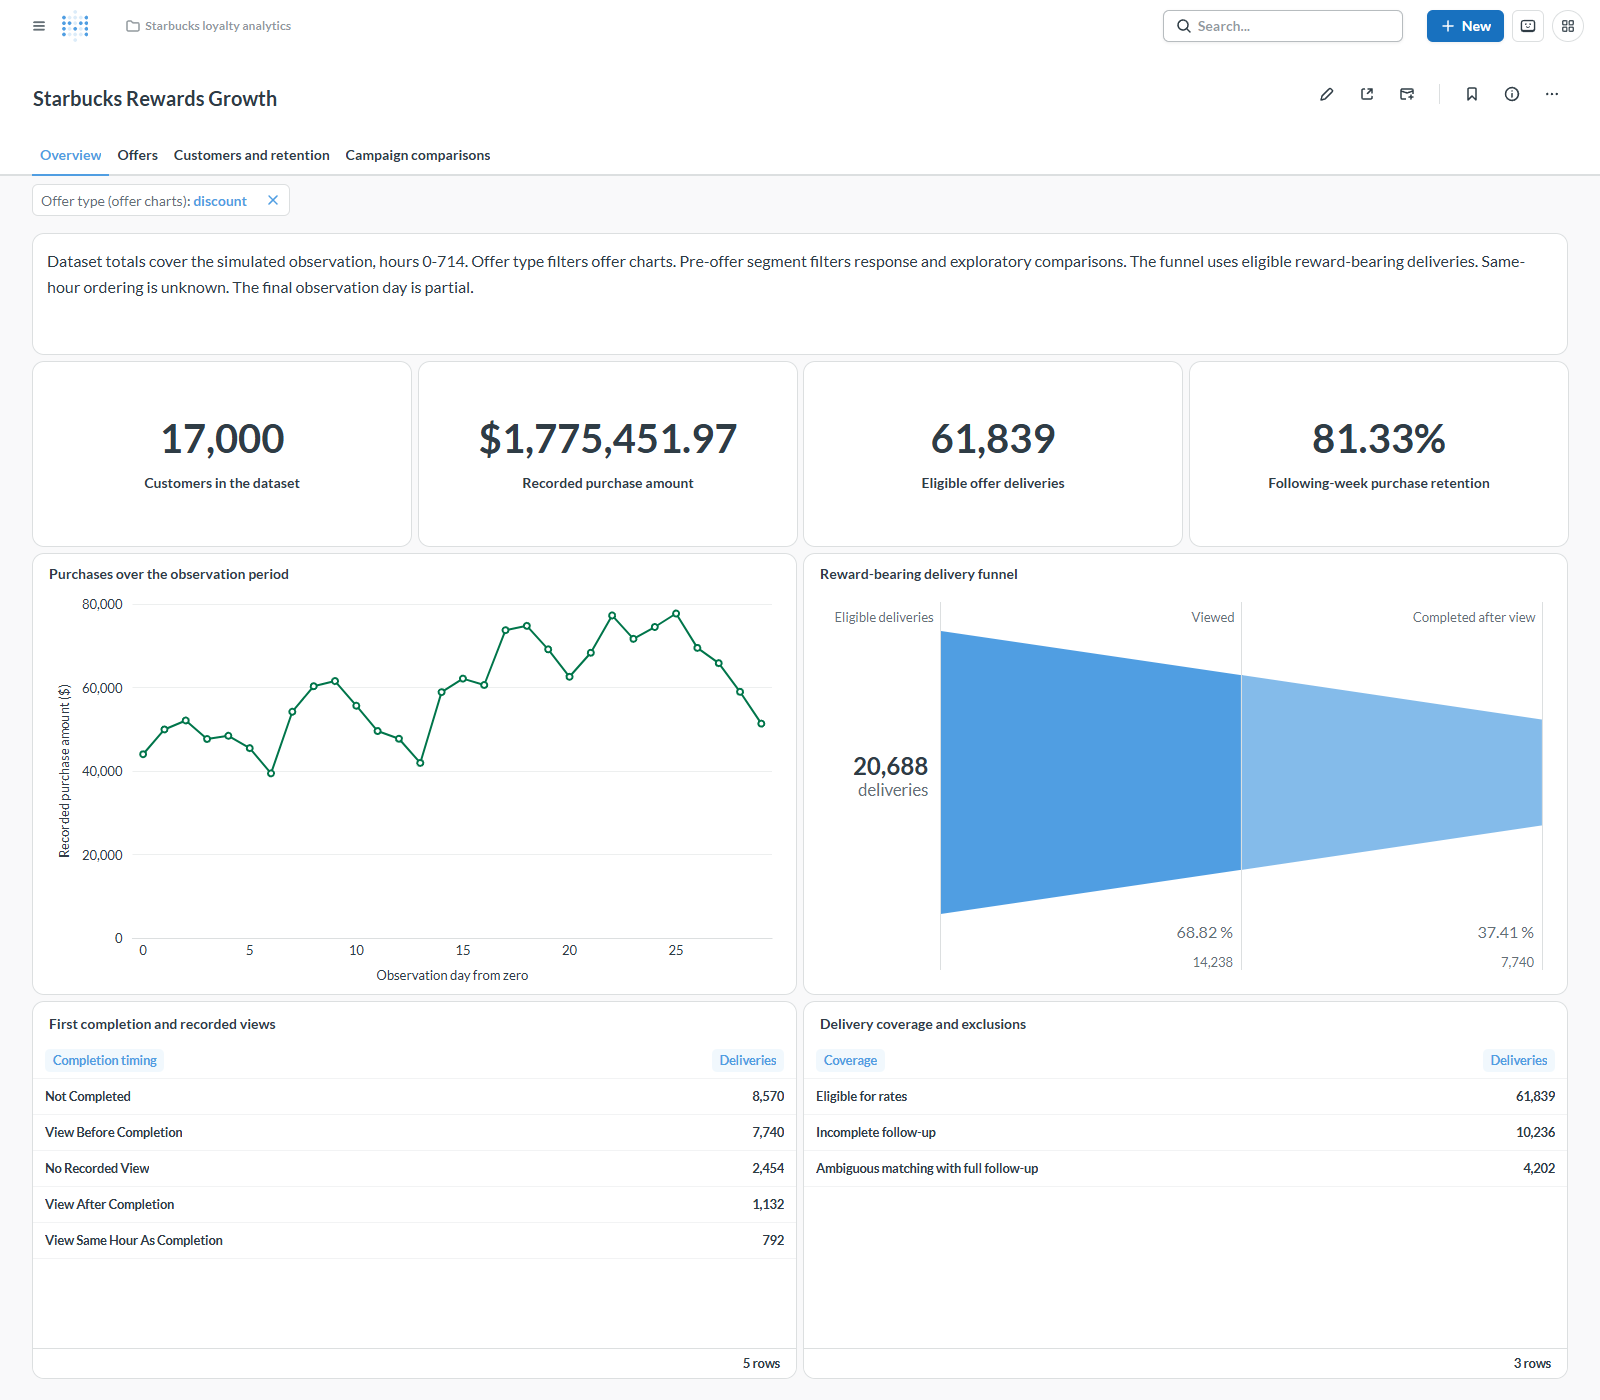 Starbucks loyalty analytics
Search...
New
Starbucks Rewards Growth
Overview
Offers
Customers and retention
Campaign comparisons
Offer type (offer charts): discount
Dataset totals cover the simulated observation, hours 0-714. Offer type filters offer charts. Pre-offer segment filters response and exploratory comparisons. The funnel uses eligible reward-bearing deliveries. Same-
hour ordering is unknown. The final observation day is partial.
17,000
Customers in the dataset
$1,775,451.97
Recorded purchase amount
61,839
Eligible offer deliveries
81.33%
Following-week purchase retention
Purchases over the observation period
80,000
60,000
40,000
20,000
0
Recorded purchase amount ($)
0 5 10 15 20 25
Observation day from zero
Reward-bearing delivery funnel
Eligible deliveries
Viewed
Completed after view
20,688
deliveries
68.82 %
14,238
37.41 %
7,740
First completion and recorded views
Completion timing Deliveries
Not Completed 8,570
View Before Completion 7,740
No Recorded View 2,454
View After Completion 1,132
View Same Hour As Completion 792
5 rows
Delivery coverage and exclusions
Coverage Deliveries
Eligible for rates 61,839
Incomplete follow-up 10,236
Ambiguous matching with full follow-up 4,202
3 rows